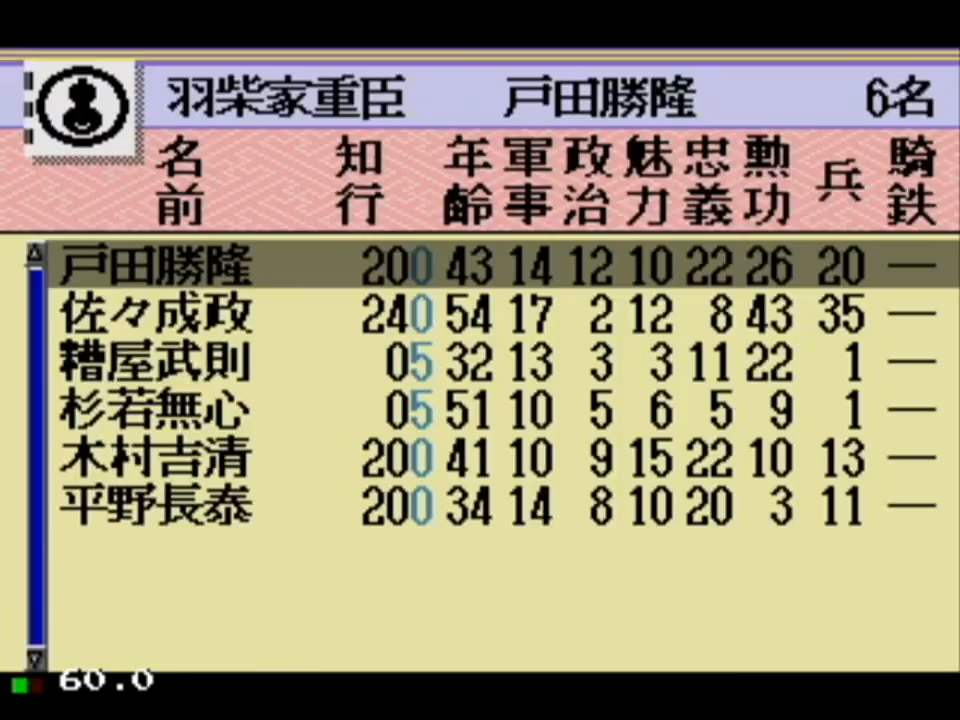 羽柴家重臣 戸田勝隆 6名
名前 知行 年齢 軍事 政治 魅力 忠義 勲功 兵 騎鉄
戸田勝隆 200 43 14 12 10 22 26 20 —
佐々成政 240 54 17 2 12 8 43 35 —
糟屋武則 05 32 13 3 3 11 22 1 —
杉若無心 05 51 10 5 6 5 9 1 —
木村吉清 200 41 10 9 15 22 10 13 —
平野長泰 200 34 14 8 10 20 3 11 —
60.0